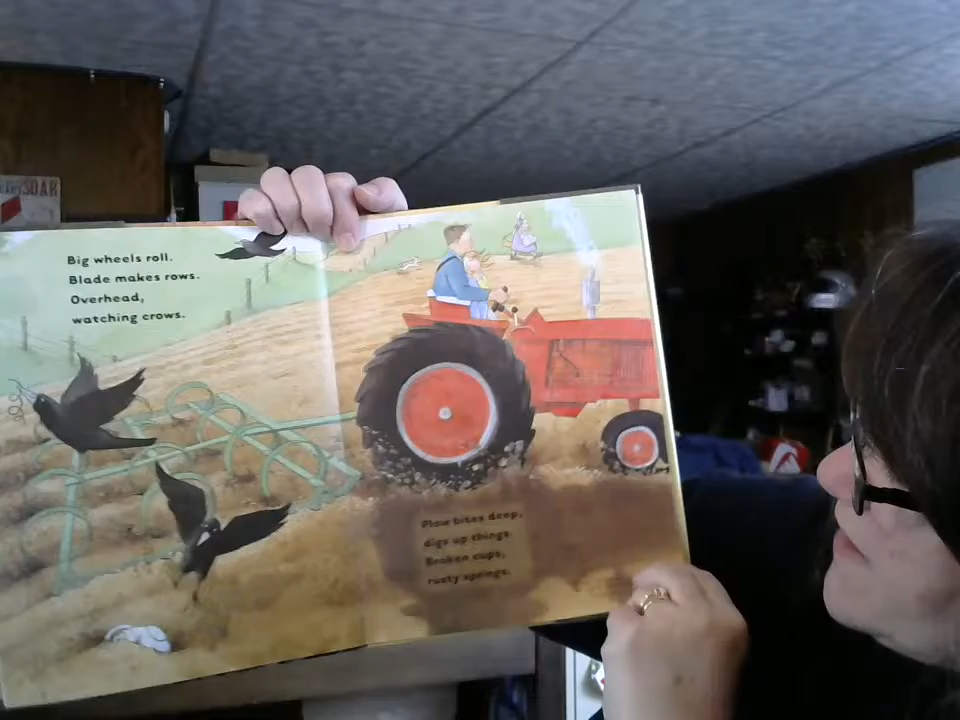 SOAR
Big wheels roll.
Blade makes rows.
Overhead,
watching crows.
Plow bites deep,
digs up things.
Broken cups,
rusty springs.